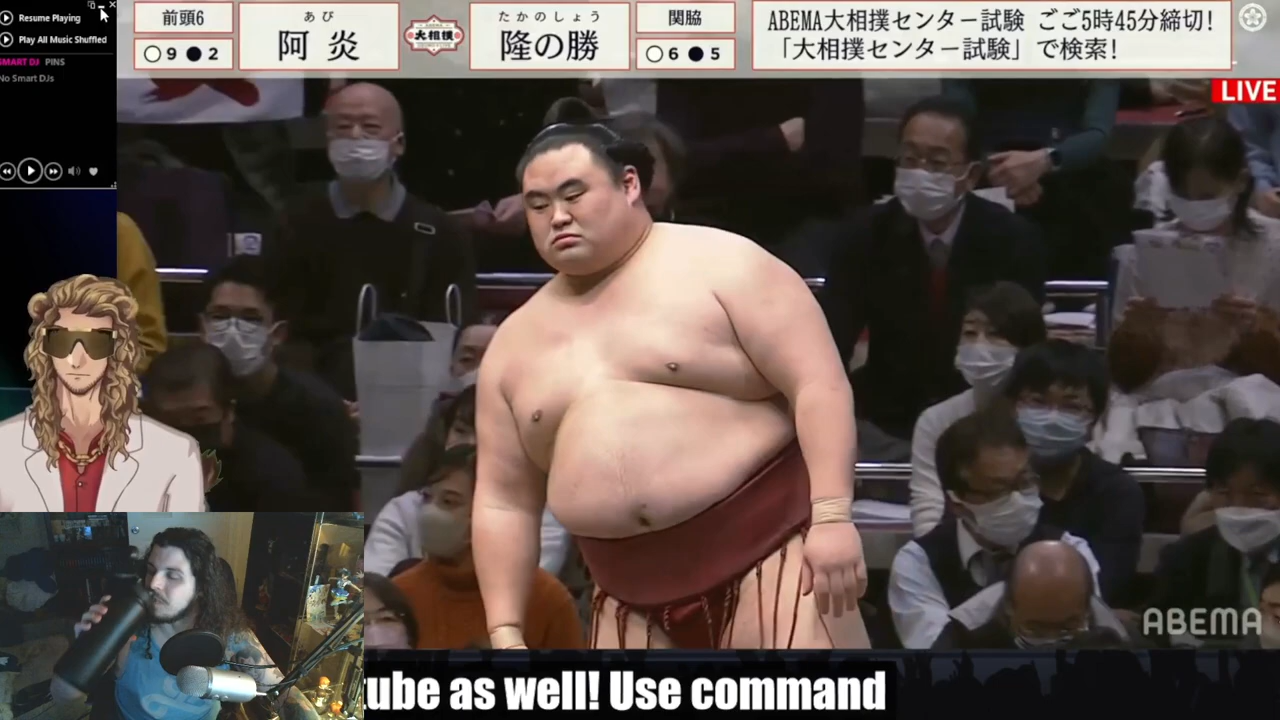 Resume Playing
Play All Music Shuffled
SMART DJ PINS
No Smart DJs
前頭6
○9 ●2
あび
阿炎
大相撲
たかのしょう
隆の勝
関脇
○6 ●5
ABEMA大相撲センター試験 ごご5時45分締切!
「大相撲センター試験」で検索!
LIVE
ABEMA
tube as well! Use command